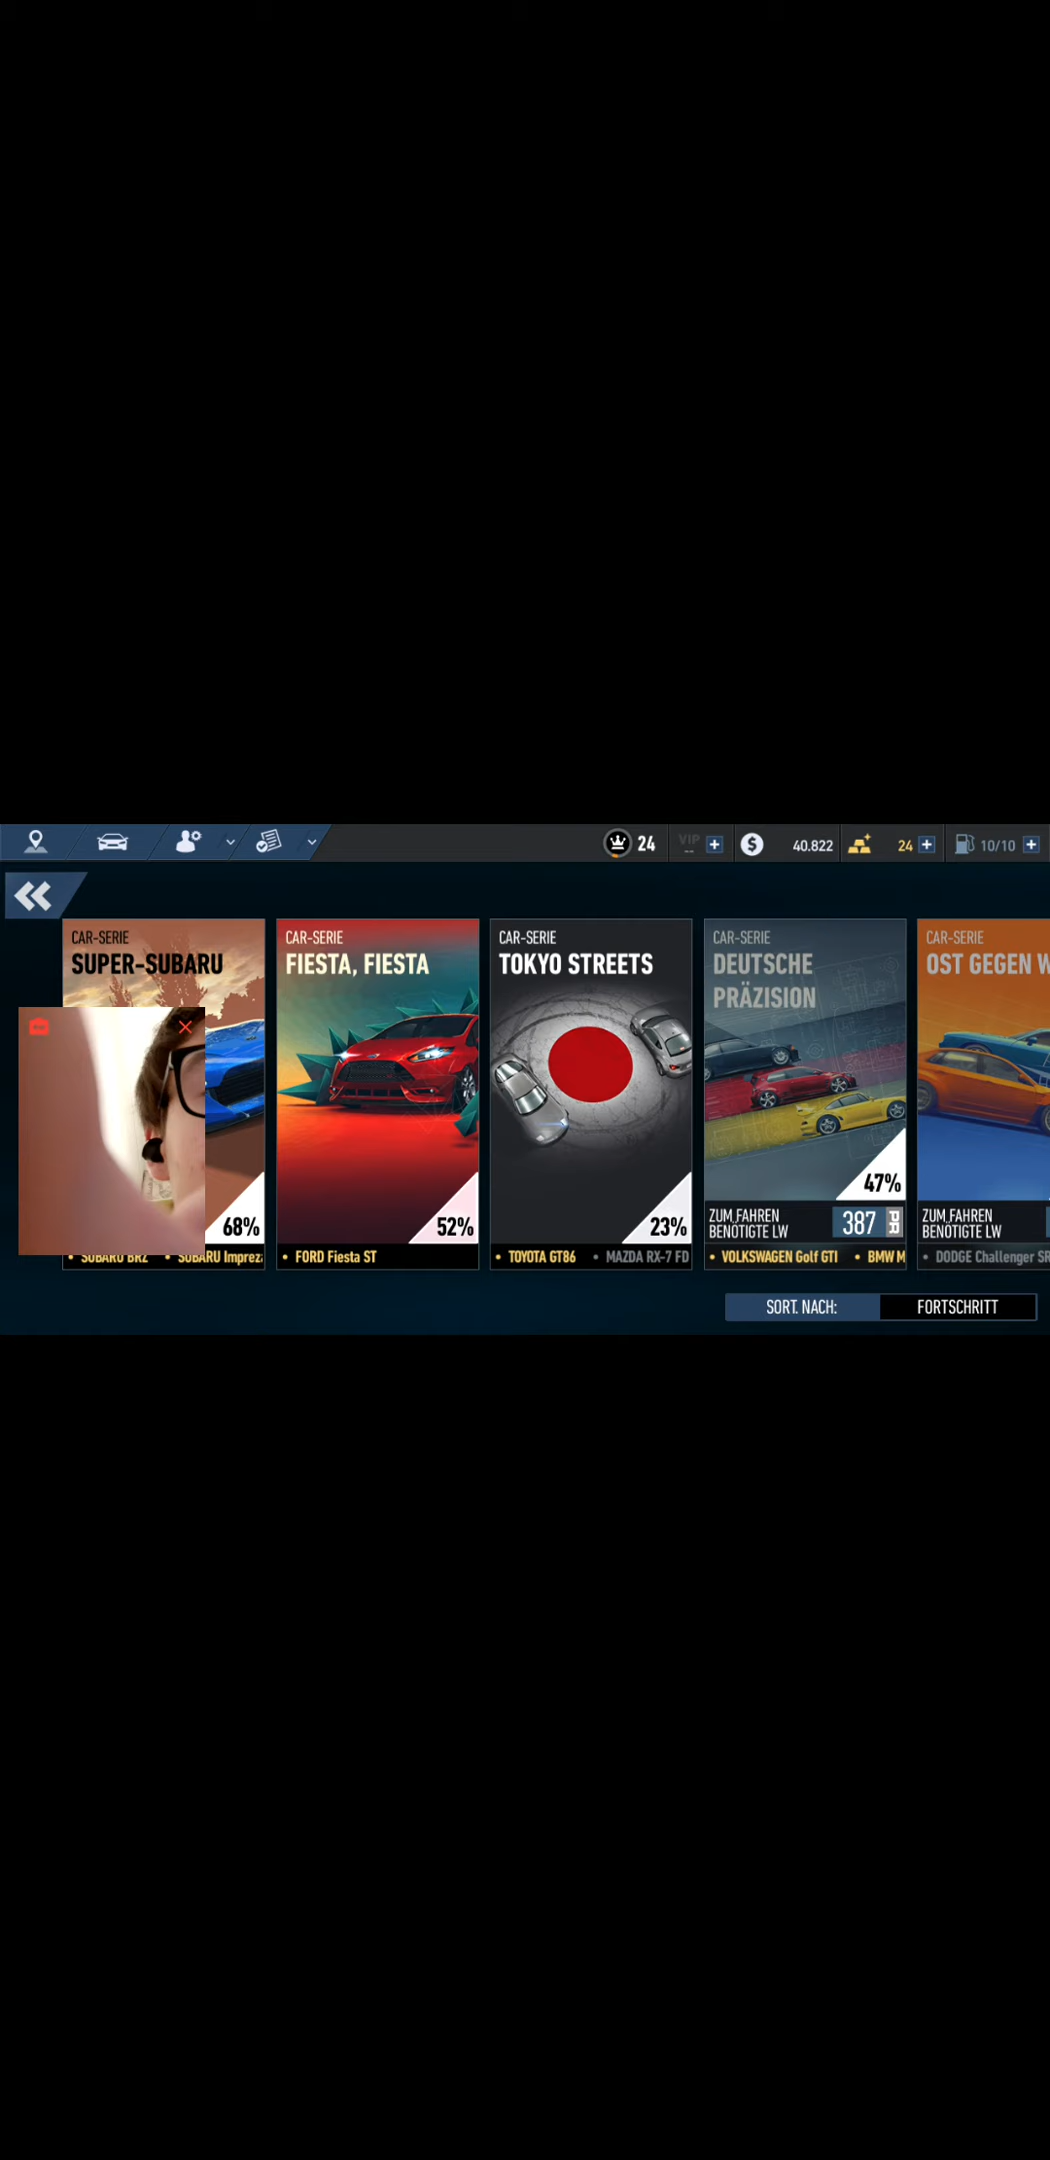 24
VIP
--
40.822
24
10/10
CAR-SERIE
SUPER-SUBARU
68%
• SUBARU BRZ • SUBARU Imprez
CAR-SERIE
FIESTA, FIESTA
52%
• FORD Fiesta ST
CAR-SERIE
TOKYO STREETS
23%
• TOYOTA GT86 • MAZDA RX-7 FD
CAR-SERIE
DEUTSCHE
PRÄZISION
47%
ZUM FAHREN
BENÖTIGTE LW
387 PR
• VOLKSWAGEN Golf GTI • BMW M
CAR-SERIE
OST GEGEN W
ZUM FAHREN
BENÖTIGTE LW
• DODGE Challenger SR
SORT. NACH:
FORTSCHRITT